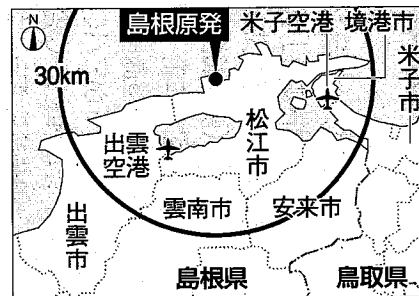 N
島根原発
米子空港
境港市
30km
米子市
松江市
出雲
空港
出雲市
雲南市
安来市
島根県
鳥取県